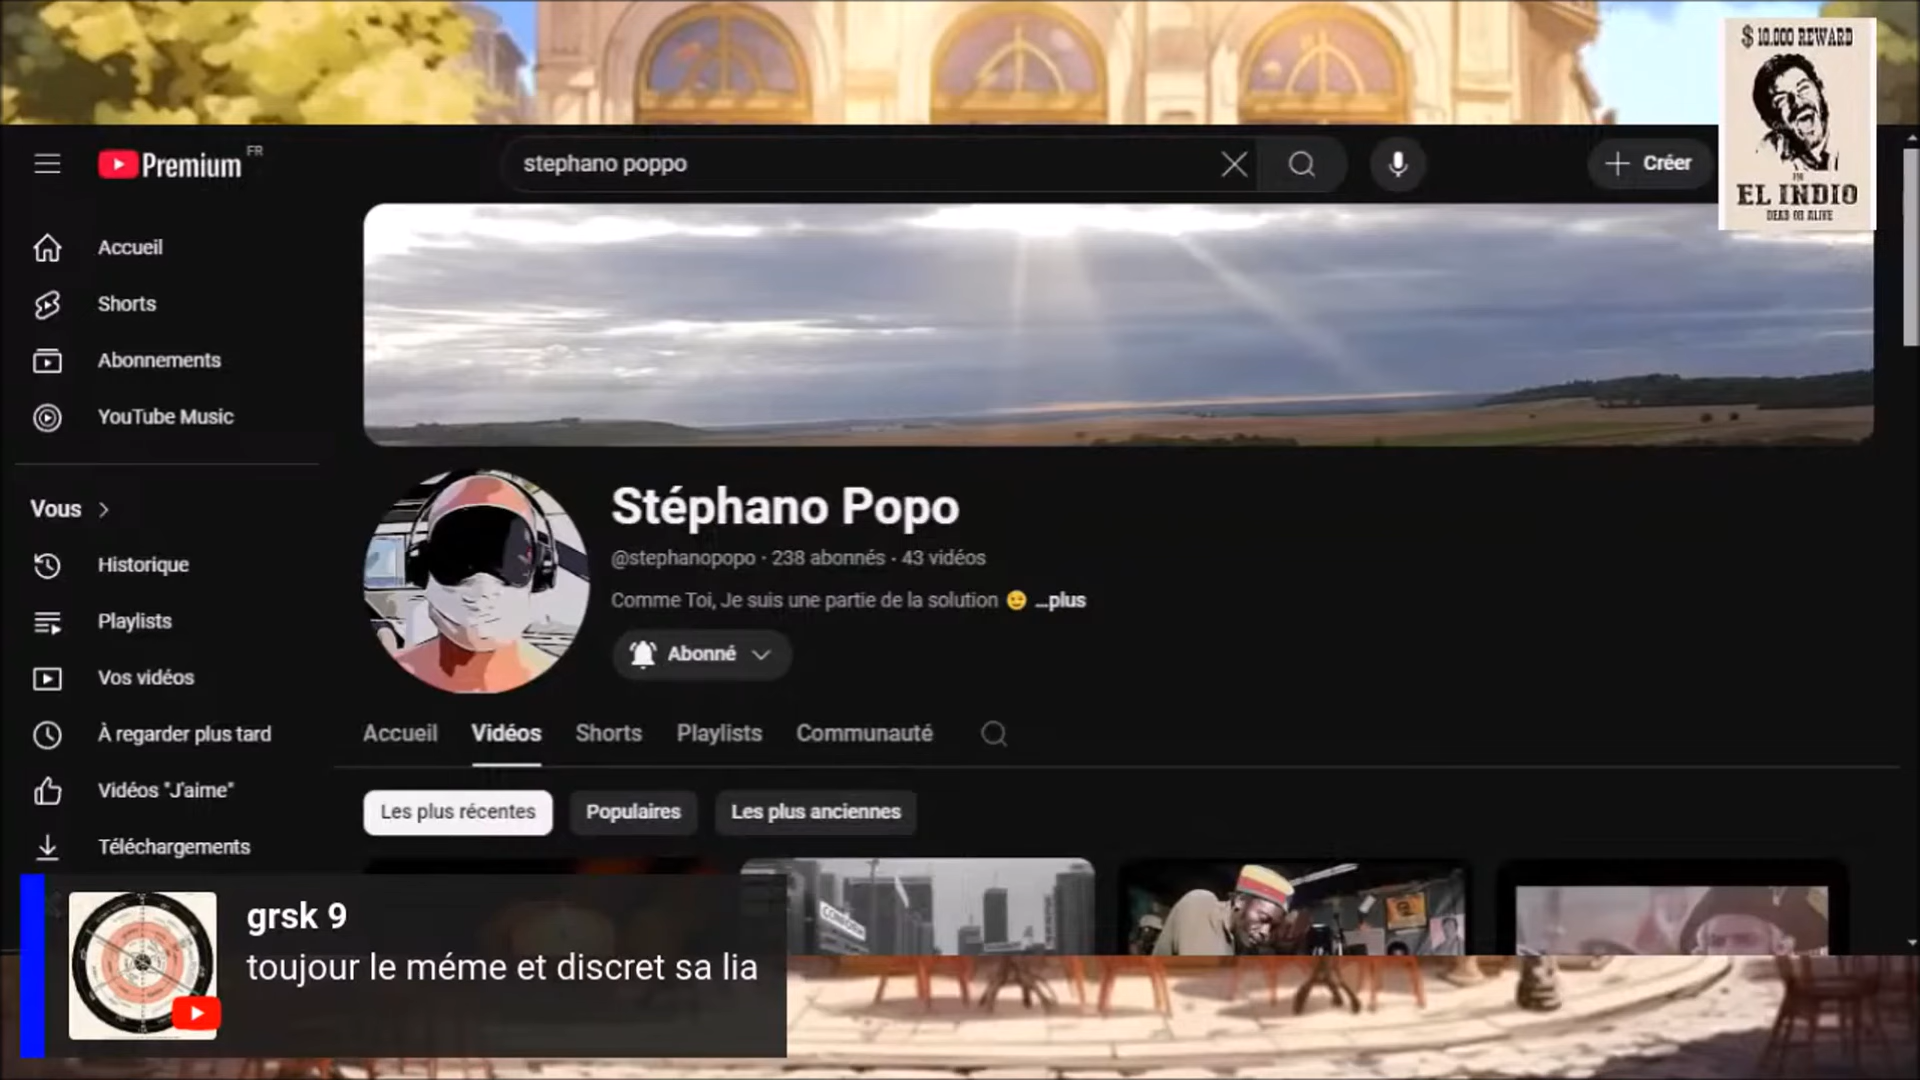 $ 10.000 REWARD
EL INDIO
DEAD OR ALIVE
Premium FR
stephano poppo
Créer
Accueil
Shorts
Abonnements
YouTube Music
Vous
Historique
Playlists
Vos vidéos
À regarder plus tard
Vidéos "J'aime"
Téléchargements
Stéphano Popo
@stephanopopo · 238 abonnés · 43 vidéos
Comme Toi, Je suis une partie de la solution 😉 ...plus
Abonné
Accueil Vidéos Shorts Playlists Communauté
Les plus récentes Populaires Les plus anciennes
grsk 9
toujour le méme et discret sa lia